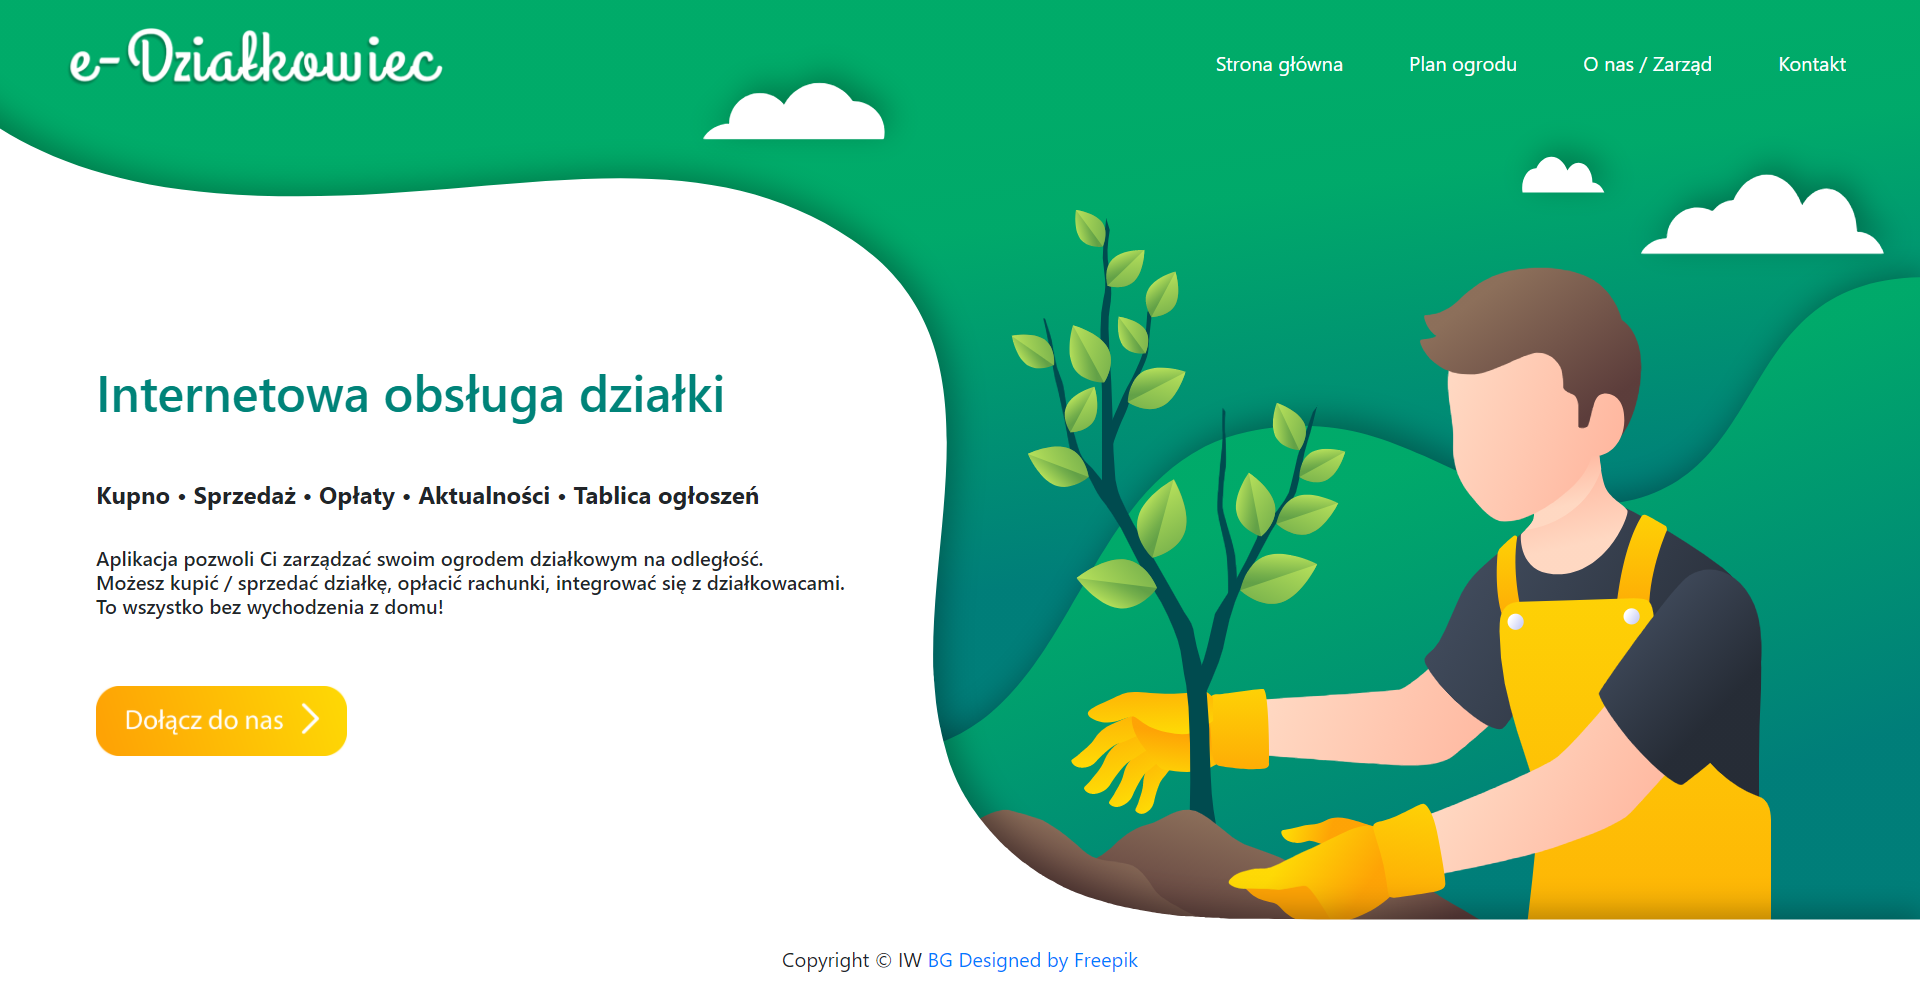 e-Działkowiec
Strona główna
Plan ogrodu
O nas / Zarząd
Kontakt
Internetowa obsługa działki
Kupno • Sprzedaż • Opłaty • Aktualności • Tablica ogłoszeń
Aplikacja pozwoli Ci zarządzać swoim ogrodem działkowym na odległość.
Możesz kupić / sprzedać działkę, opłacić rachunki, integrować się z działkowacami.
To wszystko bez wychodzenia z domu!
Dołącz do nas
Copyright © IW BG Designed by Freepik